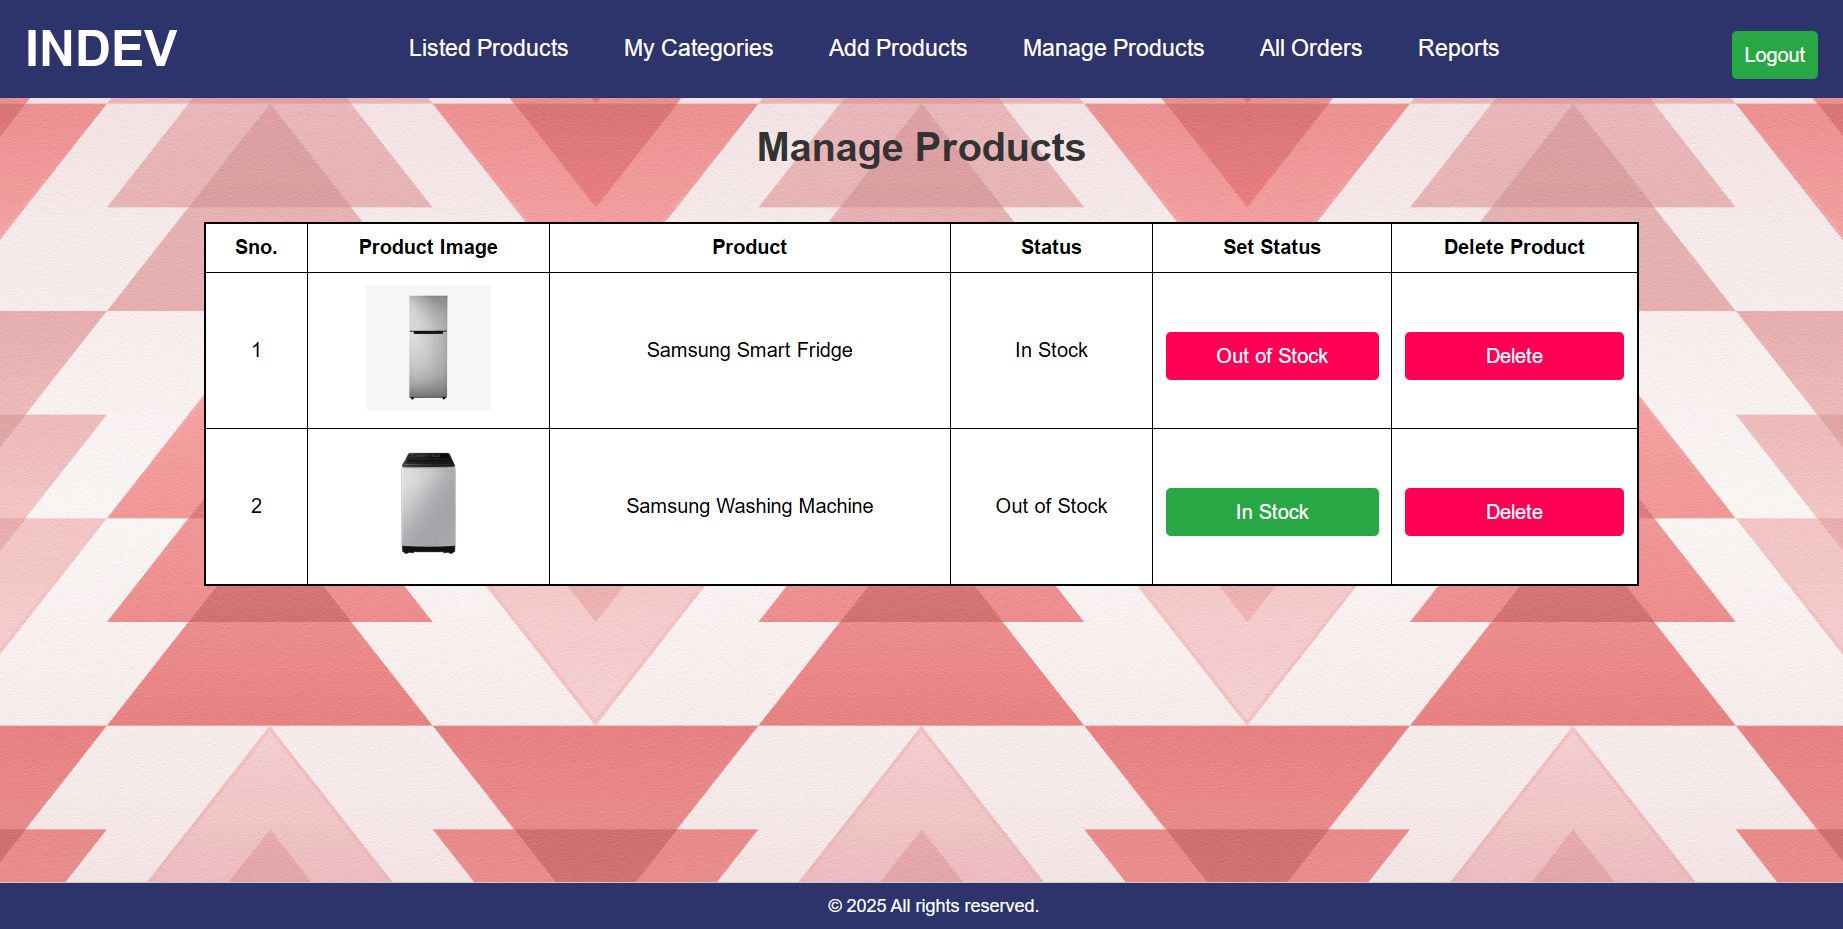 INDEV
Listed Products My Categories Add Products Manage Products All Orders Reports
Logout
Manage Products
Sno. Product Image Product Status Set Status Delete Product
1 Samsung Smart Fridge In Stock Out of Stock Delete
2 Samsung Washing Machine Out of Stock In Stock Delete
© 2025 All rights reserved.